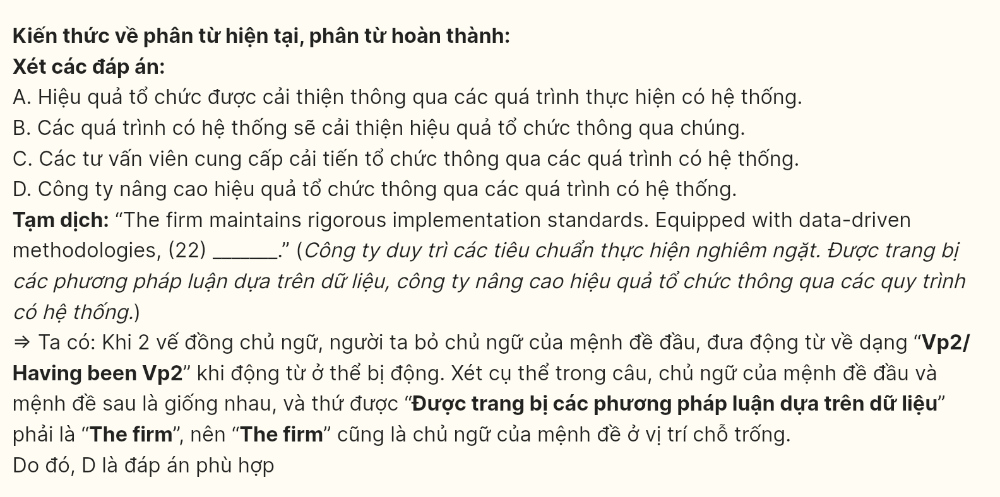 Kiến thức về phân từ hiện tại, phân từ hoàn thành:
Xét các đáp án:
A. Hiệu quả tổ chức được cải thiện thông qua các quá trình thực hiện có hệ thống.
B. Các quá trình có hệ thống sẽ cải thiện hiệu quả tổ chức thông qua chúng.
C. Các tư vấn viên cung cấp cải tiến tổ chức thông qua các quá trình có hệ thống.
D. Công ty nâng cao hiệu quả tổ chức thông qua các quá trình có hệ thống.
Tạm dịch: “The firm maintains rigorous implementation standards. Equipped with data-driven
methodologies, (22) _______.” (Công ty duy trì các tiêu chuẩn thực hiện nghiêm ngặt. Được trang bị
các phương pháp luận dựa trên dữ liệu, công ty nâng cao hiệu quả tổ chức thông qua các quy trình
có hệ thống.)
⇒ Ta có: Khi 2 vế đồng chủ ngữ, người ta bỏ chủ ngữ của mệnh đề đầu, đưa động từ về dạng “Vp2/
Having been Vp2” khi động từ ở thể bị động. Xét cụ thể trong câu, chủ ngữ của mệnh đề đầu và
mệnh đề sau là giống nhau, và thứ được “Được trang bị các phương pháp luận dựa trên dữ liệu”
phải là “The firm”, nên “The firm” cũng là chủ ngữ của mệnh đề ở vị trí chỗ trống.
Do đó, D là đáp án phù hợp